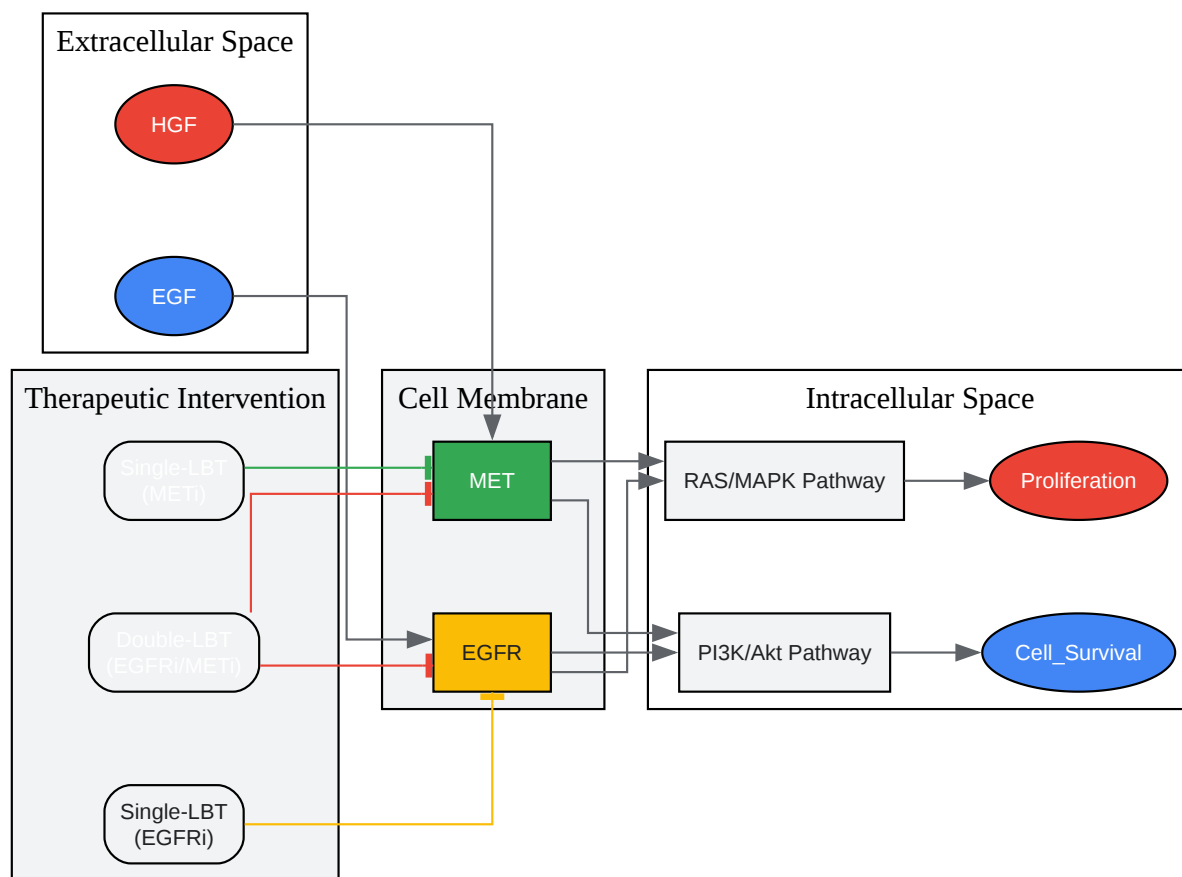 Extracellular Space
HGF
EGF
Therapeutic Intervention
Single-LBT
(METi)
Double-LBT
(EGFRi/METi)
Single-LBT
(EGFRi)
Cell Membrane
MET
EGFR
Intracellular Space
RAS/MAPK Pathway
Proliferation
PI3K/Akt Pathway
Cell_Survival